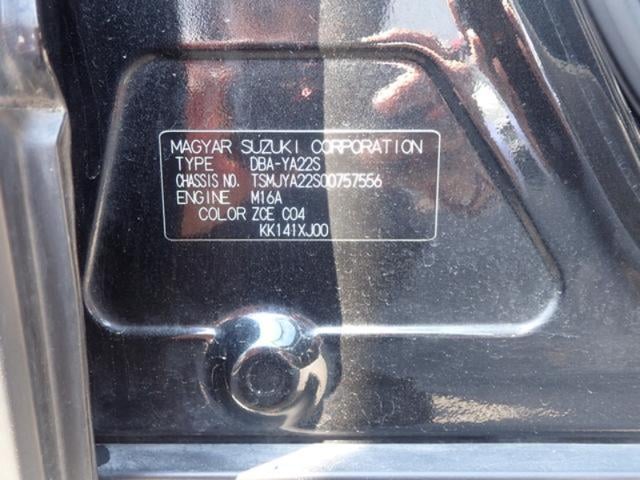 MAGYAR SUZUKI CORPORATION
TYPE DBA-YA22S
CHASSIS NO. TSMJYA22S00757556
ENGINE M16A
COLOR ZCE C04
KK141XJ00